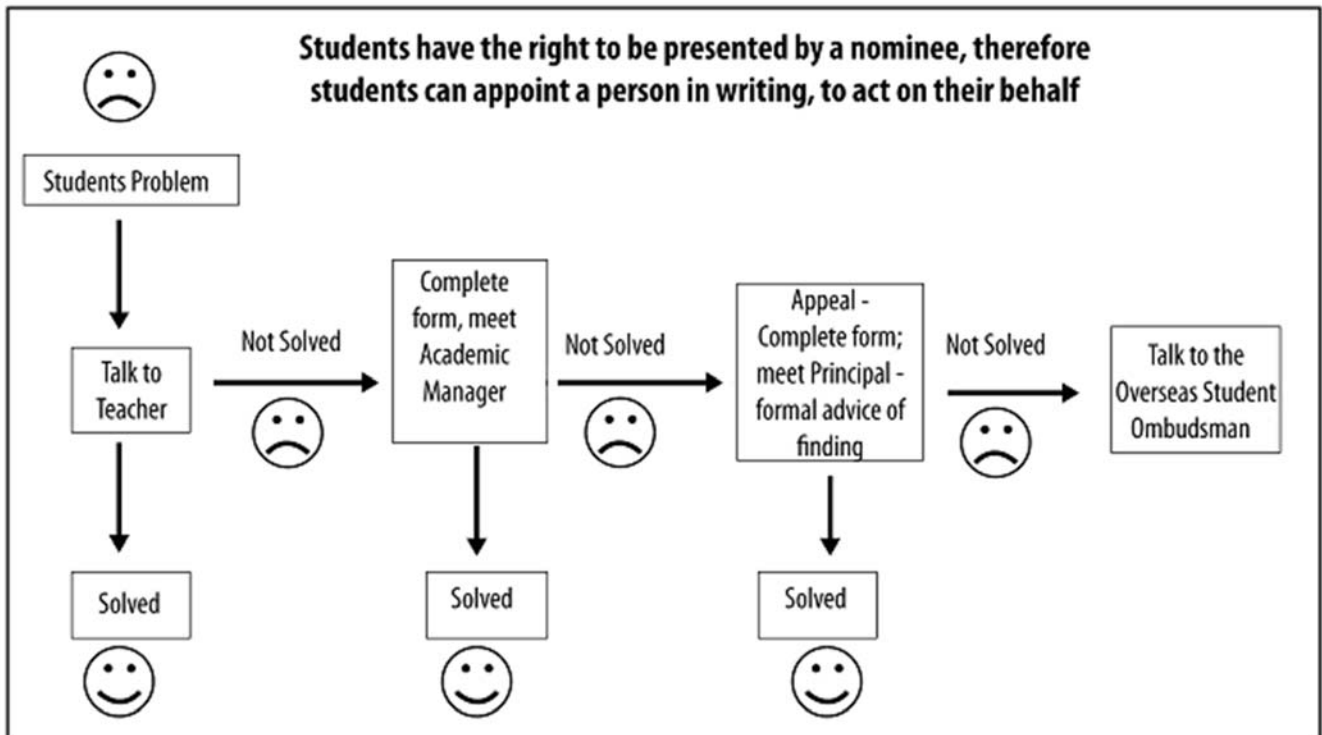 Students have the right to be presented by a nominee, therefore
students can appoint a person in writing, to act on their behalf
Students Problem
Talk to
Teacher
Not Solved
Complete
form, meet
Academic
Manager
Not Solved
Appeal -
Complete form;
meet Principal -
formal advice of
finding
Not Solved
Talk to the
Overseas Student
Ombudsman
Solved
Solved
Solved